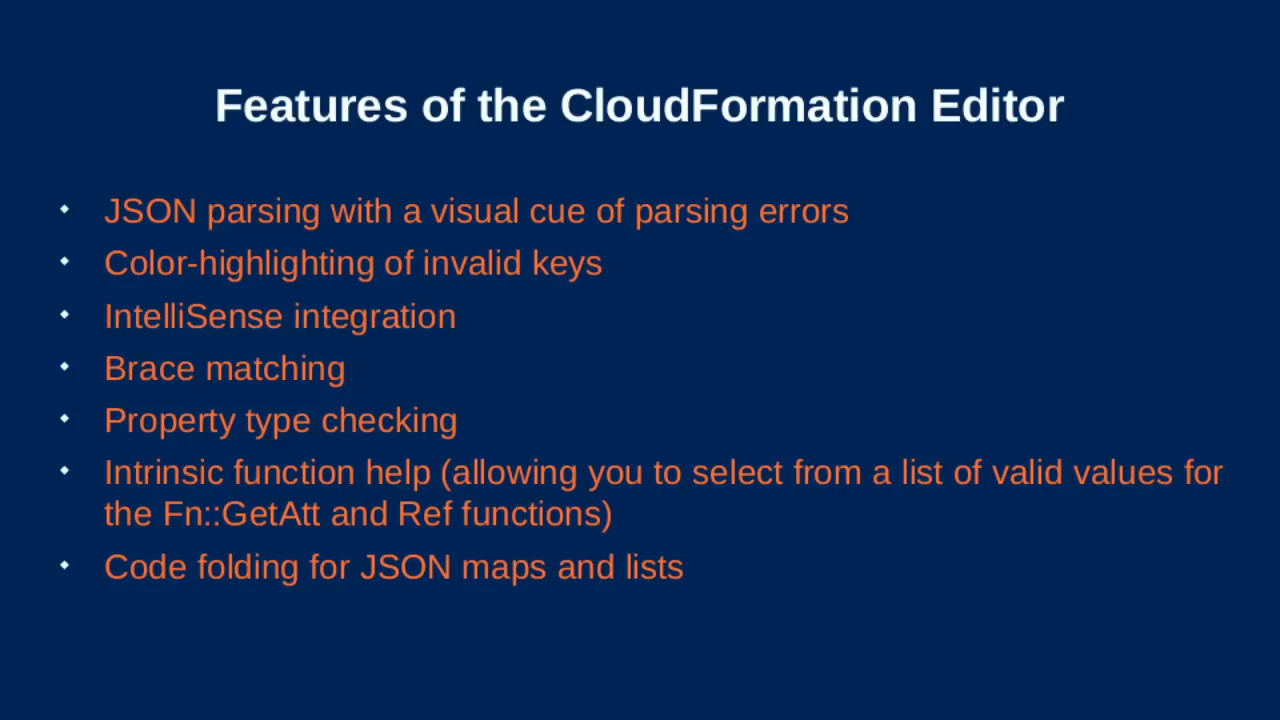 Features of the CloudFormation Editor
JSON parsing with a visual cue of parsing errors
Color-highlighting of invalid keys
IntelliSense integration
Brace matching
Property type checking
Intrinsic function help (allowing you to select from a list of valid values for
the Fn::GetAtt and Ref functions)
Code folding for JSON maps and lists